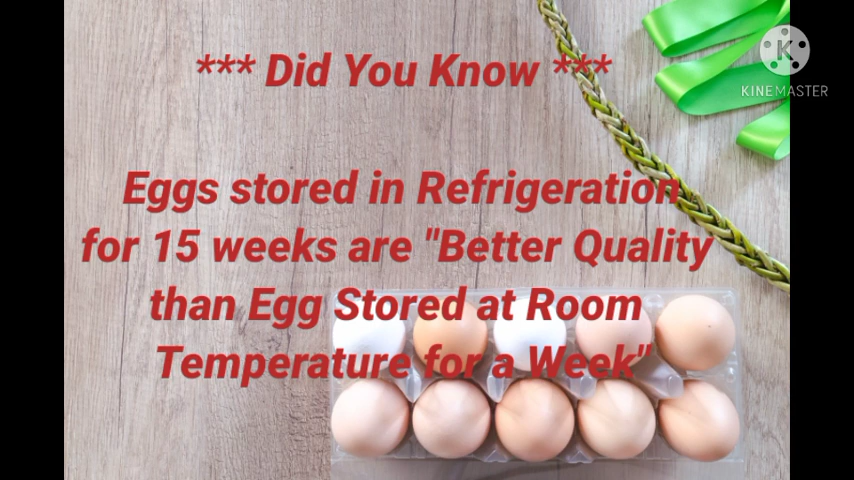 *** Did You Know ***
KINEMASTER
Eggs stored in Refrigeration
for 15 weeks are "Better Quality
than Egg Stored at Room
Temperature for a Week"